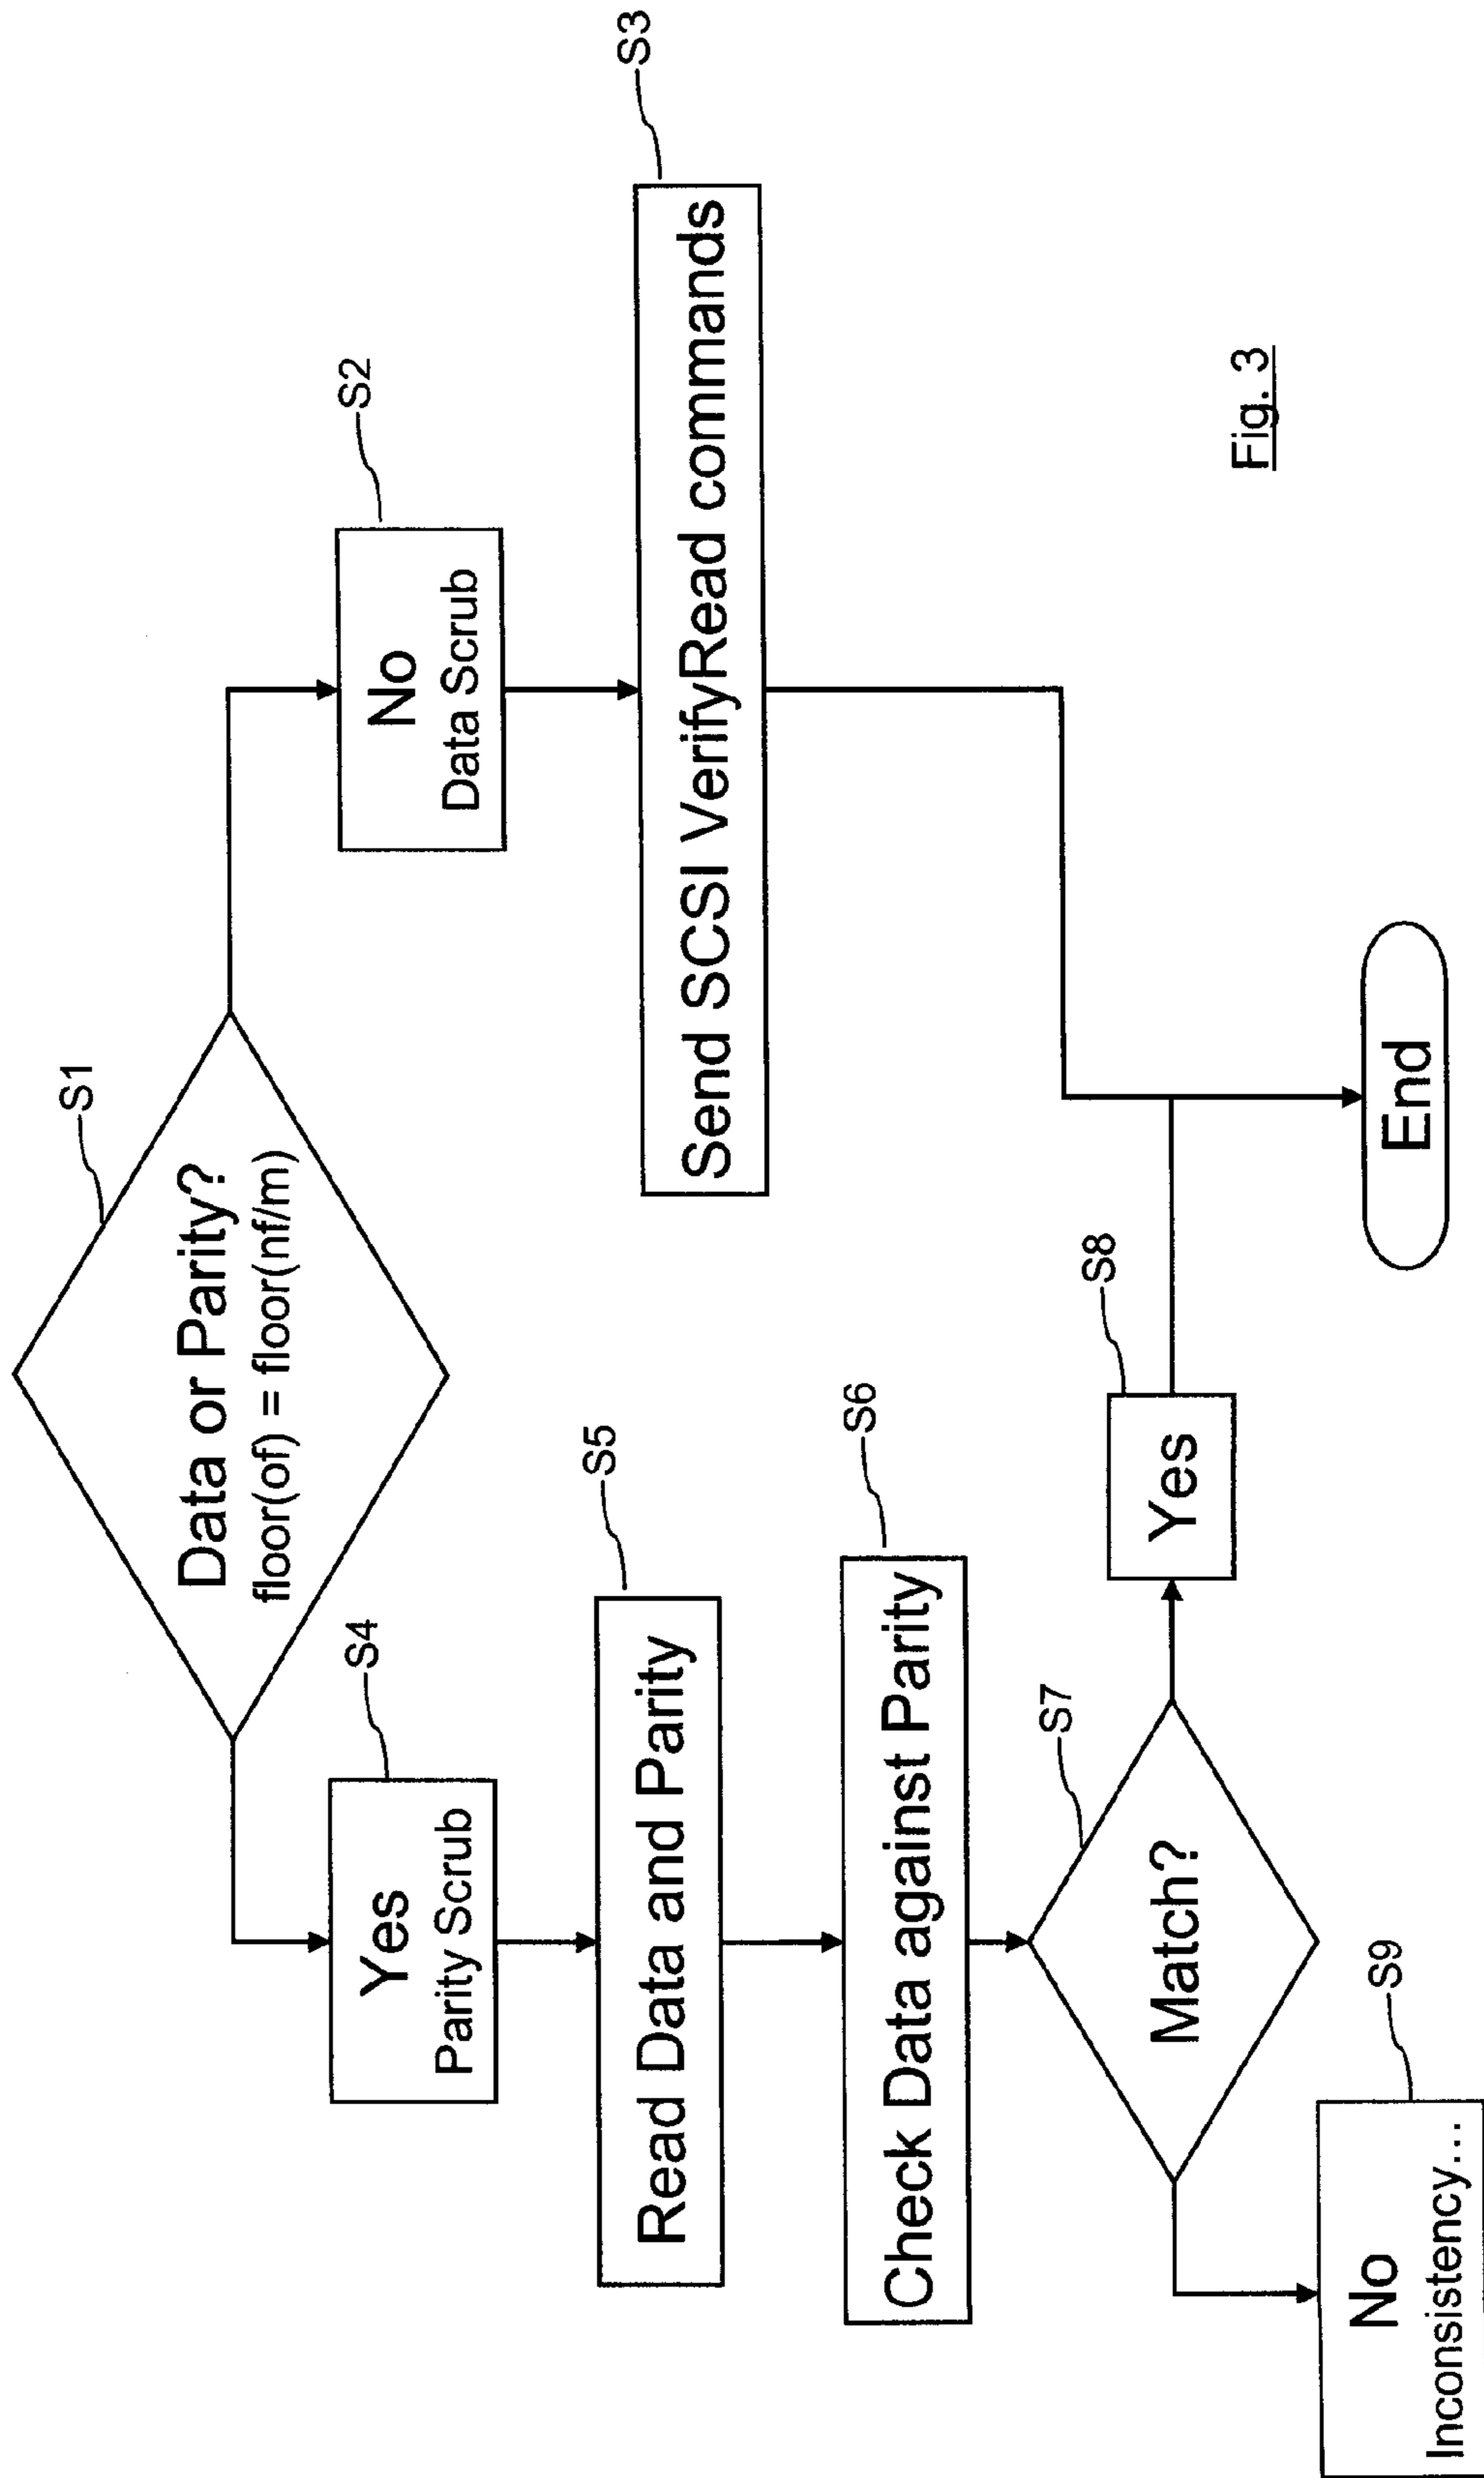 S1
Data or Parity?
floor(of) = floor(nf/m)
S4
Yes
Parity Scrub
S2
No
Data Scrub
S5
Read Data and Parity
S3
Send SCSI VerifyRead commands
S6
Check Data against Parity
S7
Match?
S8
Yes
S9
No
Inconsistency...
End
Fig. 3